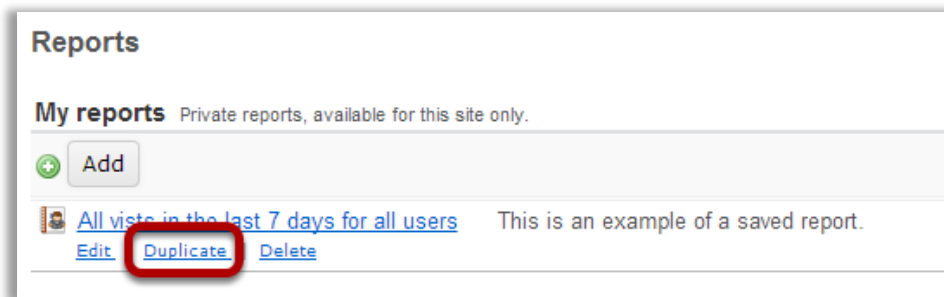 Reports
My reports Private reports, available for this site only.
Add
All vists in the last 7 days for all users This is an example of a saved report.
Edit Duplicate Delete